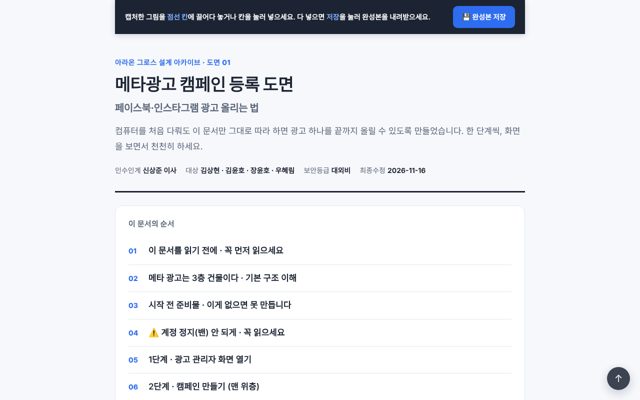 캡처한 그림을 점선 칸에 끌어다 놓거나 칸을 눌러 넣으세요. 다 넣으면 저장을 눌러 완성본을 내려받으세요.
💾 완성본 저장
아라온 그로스 설계 아카이브 · 도면 01
메타광고 캠페인 등록 도면
페이스북·인스타그램 광고 올리는 법
컴퓨터를 처음 다뤄도 이 문서만 그대로 따라 하면 광고 하나를 끝까지 올릴 수 있도록 만들었습니다. 한 단계씩, 화면
을 보면서 천천히 하세요.
인수인계 신상준 이사 대상 김상현 · 김윤호 · 장윤호 · 우혜림 보안등급 대외비 최종수정 2026-11-16
이 문서의 순서
01 이 문서를 읽기 전에 · 꼭 먼저 읽으세요
02 메타 광고는 3층 건물이다 · 기본 구조 이해
03 시작 전 준비물 · 이게 없으면 못 만듭니다
04 ⚠️ 계정 정지(밴) 안 되게 · 꼭 읽으세요
05 1단계 · 광고 관리자 화면 열기
06 2단계 · 캠페인 만들기 (맨 위층)
↑